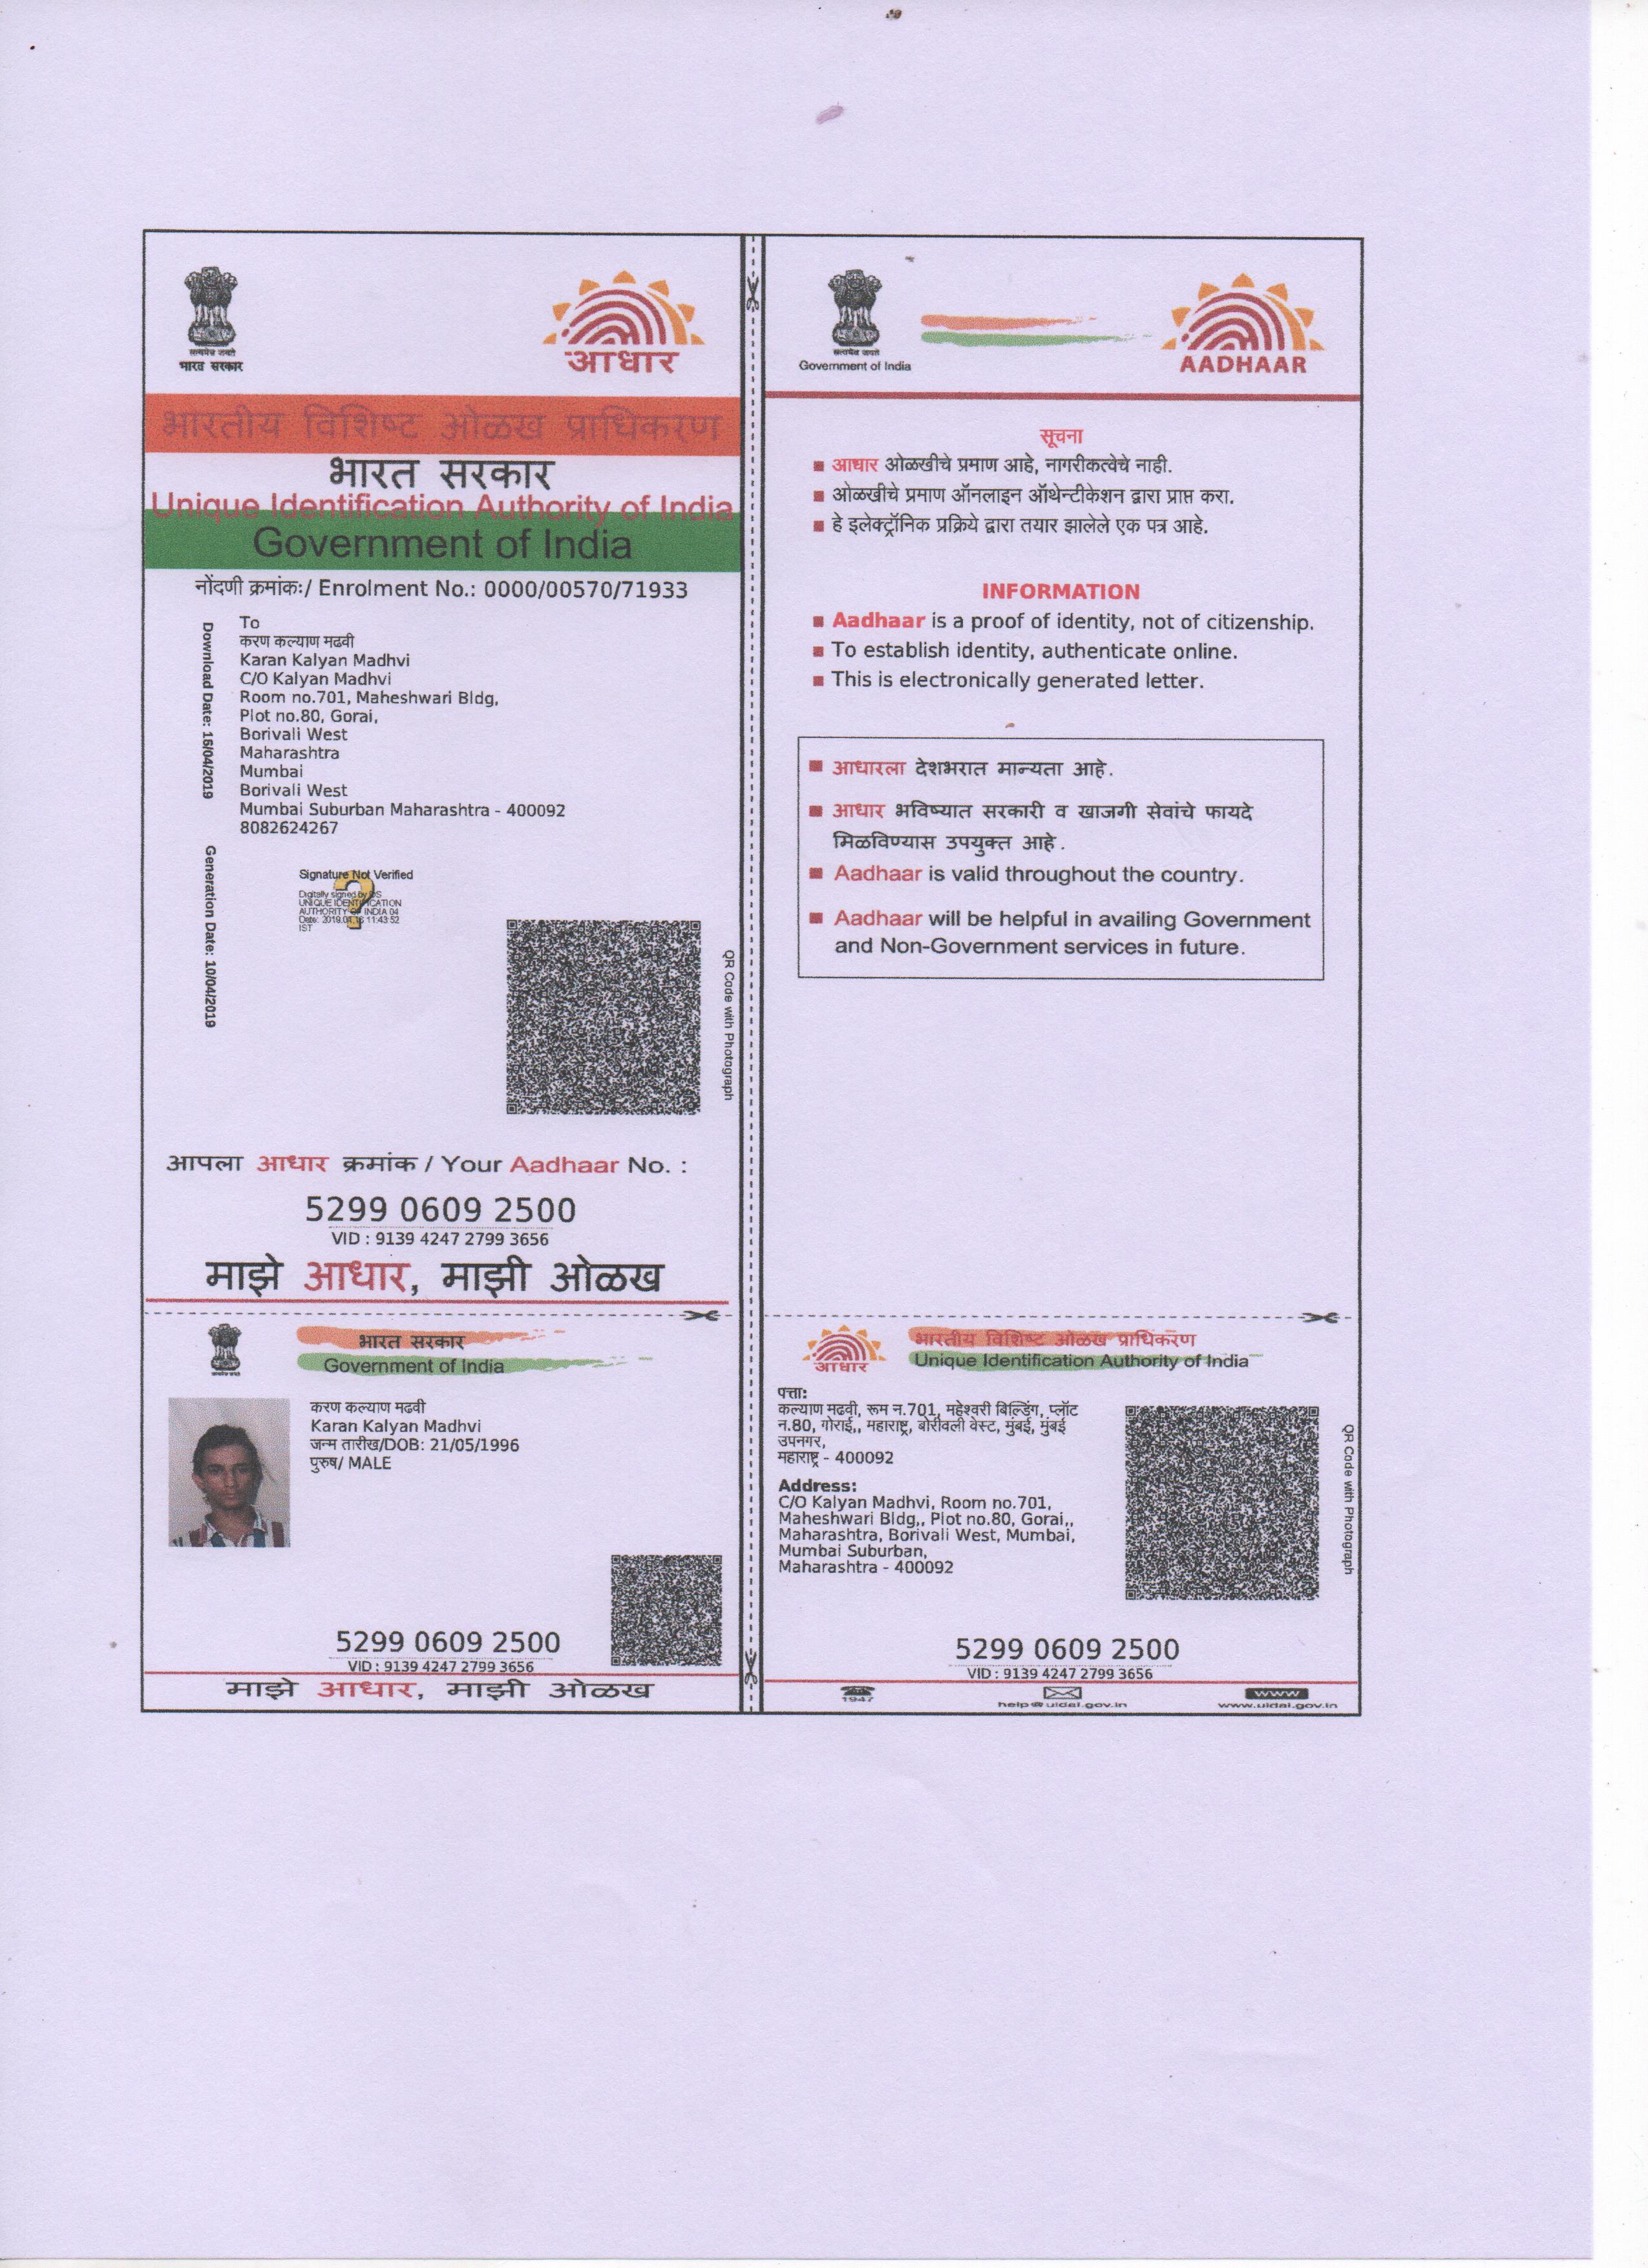 सत्यमेव जयते
भारत सरकार
आधार
भारतीय विशिष्ट ओळख प्राधिकरण
भारत सरकार
Unique Identification Authority of India
Government of India
नोंदणी क्रमांकः/ Enrolment No.: 0000/00570/71933
To
करण कल्याण मढवी
Karan Kalyan Madhvi
C/O Kalyan Madhvi
Room no.701, Maheshwari Bldg,
Plot no.80, Gorai,
Borivali West
Maharashtra
Mumbai
Borivali West
Mumbai Suburban Maharashtra - 400092
8082624267
Download Date: 16/04/2019
Generation Date: 10/04/2019
Signature Not Verified
Digitally signed by DS
UNIQUE IDENTIFICATION
AUTHORITY OF INDIA 04
Date: 2019.04.16 11:43:52
IST
QR Code with Photograph
आपला आधार क्रमांक / Your Aadhaar No. :
5299 0609 2500
VID : 9139 4247 2799 3656
माझे आधार, माझी ओळख
भारत सरकार
Government of India
करण कल्याण मढवी
Karan Kalyan Madhvi
जन्म तारीख/DOB: 21/05/1996
पुरुष/ MALE
5299 0609 2500
VID : 9139 4247 2799 3656
माझे आधार, माझी ओळख
सत्यमेव जयते
Government of India
AADHAAR
सूचना
आधार ओळखीचे प्रमाण आहे, नागरीकत्वेचे नाही.
ओळखीचे प्रमाण ऑनलाइन ऑथेन्टीकेशन द्वारा प्राप्त करा.
हे इलेक्ट्रॉनिक प्रक्रिये द्वारा तयार झालेले एक पत्र आहे.
INFORMATION
Aadhaar is a proof of identity, not of citizenship.
To establish identity, authenticate online.
This is electronically generated letter.
आधारला देशभरात मान्यता आहे.
आधार भविष्यात सरकारी व खाजगी सेवांचे फायदे
मिळविण्यास उपयुक्त आहे.
Aadhaar is valid throughout the country.
Aadhaar will be helpful in availing Government
and Non-Government services in future.
आधार
भारतीय विशिष्ट ओळख प्राधिकरण
Unique Identification Authority of India
पत्ता:
कल्याण मढवी, रूम न.701, महेश्वरी बिल्डिंग, प्लॉट
न.80, गोराई,, महाराष्ट्र, बोरीवली वेस्ट, मुंबई, मुंबई
उपनगर,
महाराष्ट्र - 400092
Address:
C/O Kalyan Madhvi, Room no.701,
Maheshwari Bldg,, Plot no.80, Gorai,,
Maharashtra, Borivali West, Mumbai,
Mumbai Suburban,
Maharashtra - 400092
QR Code with Photograph
5299 0609 2500
VID : 9139 4247 2799 3656
1947
help@uidai.gov.in
www
www.uidai.gov.in